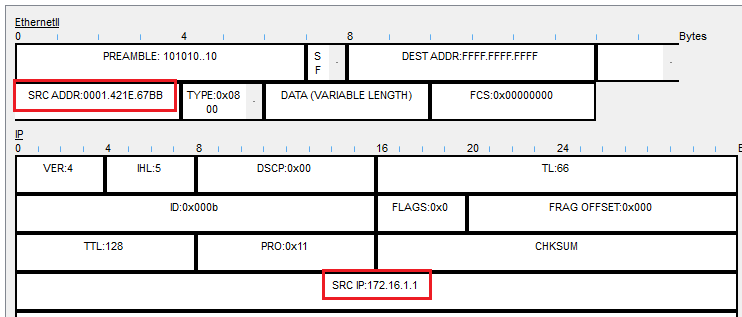 EthernetII
0 4 8 Bytes
PREAMBLE: 101010..10 S F . DEST ADDR:FFFF.FFFF.FFFF .
SRC ADDR:0001.421E.67BB TYPE:0x08 00 . DATA (VARIABLE LENGTH) FCS:0x00000000
IP
0 4 8 16 20 24
VER:4 IHL:5 DSCP:0x00 TL:66
ID:0x000b FLAGS:0x0 FRAG OFFSET:0x000
TTL:128 PRO:0x11 CHKSUM
SRC IP:172.16.1.1